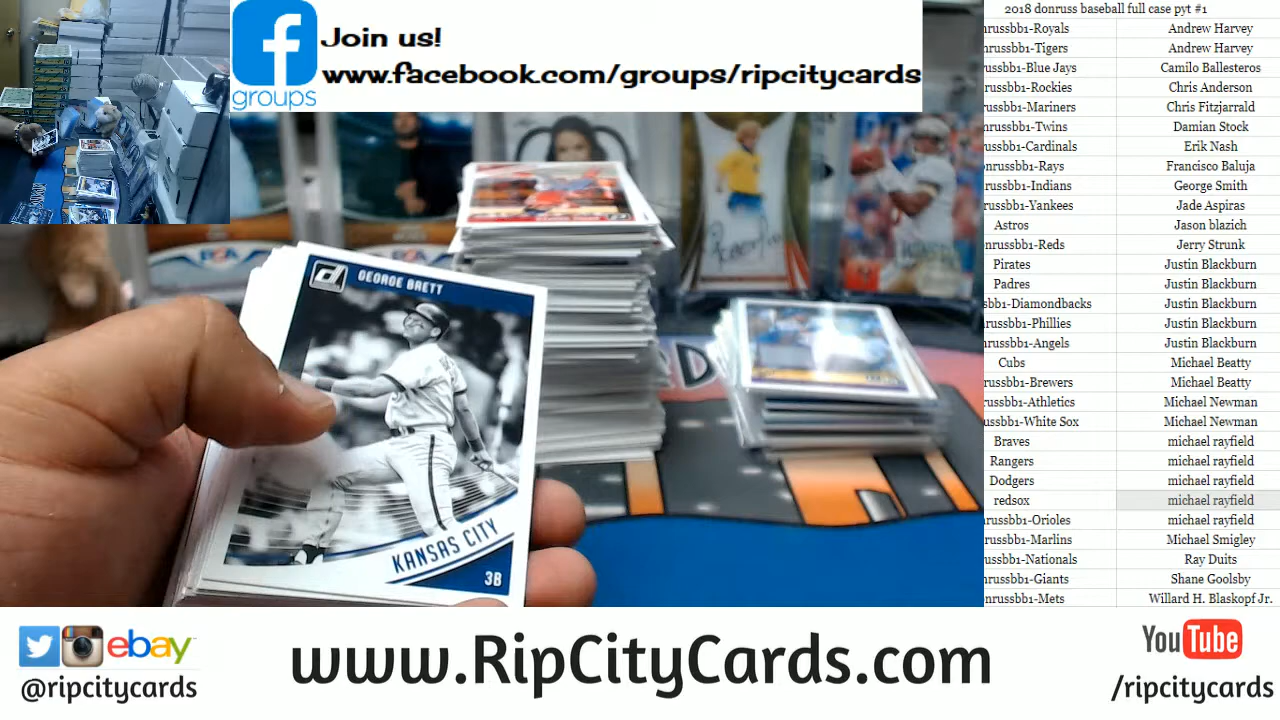 Join us!
www.facebook.com/groups/ripcitycards
groups
2018 donruss baseball full case pyt #1
nrussbb1-Royals Andrew Harvey
nrussbb1-Tigers Andrew Harvey
russbb1-Blue Jays Camilo Ballesteros
russbb1-Rockies Chris Anderson
russbb1-Mariners Chris Fitzjarrald
nrussbb1-Twins Damian Stock
ussbb1-Cardinals Erik Nash
onrussbb1-Rays Francisco Baluja
russbb1-Indians George Smith
russbb1-Yankees Jade Aspiras
Astros Jason blazich
onrussbb1-Reds Jerry Strunk
Pirates Justin Blackburn
Padres Justin Blackburn
sbb1-Diamondbacks Justin Blackburn
russbb1-Phillies Justin Blackburn
nrussbb1-Angels Justin Blackburn
Cubs Michael Beatty
russbb1-Brewers Michael Beatty
russbb1-Athletics Michael Newman
ussbb1-White Sox Michael Newman
Braves michael rayfield
Rangers michael rayfield
Dodgers michael rayfield
redsox michael rayfield
nrussbb1-Orioles michael rayfield
russbb1-Marlins Michael Smigley
russbb1-Nationals Ray Duits
nrussbb1-Giants Shane Goolsby
onrussbb1-Mets Willard H. Blaskopf Jr.
GEORGE BRETT
KANSAS CITY
3B
ebay
@ripcitycards
www.RipCityCards.com
YouTube
/ripcitycards